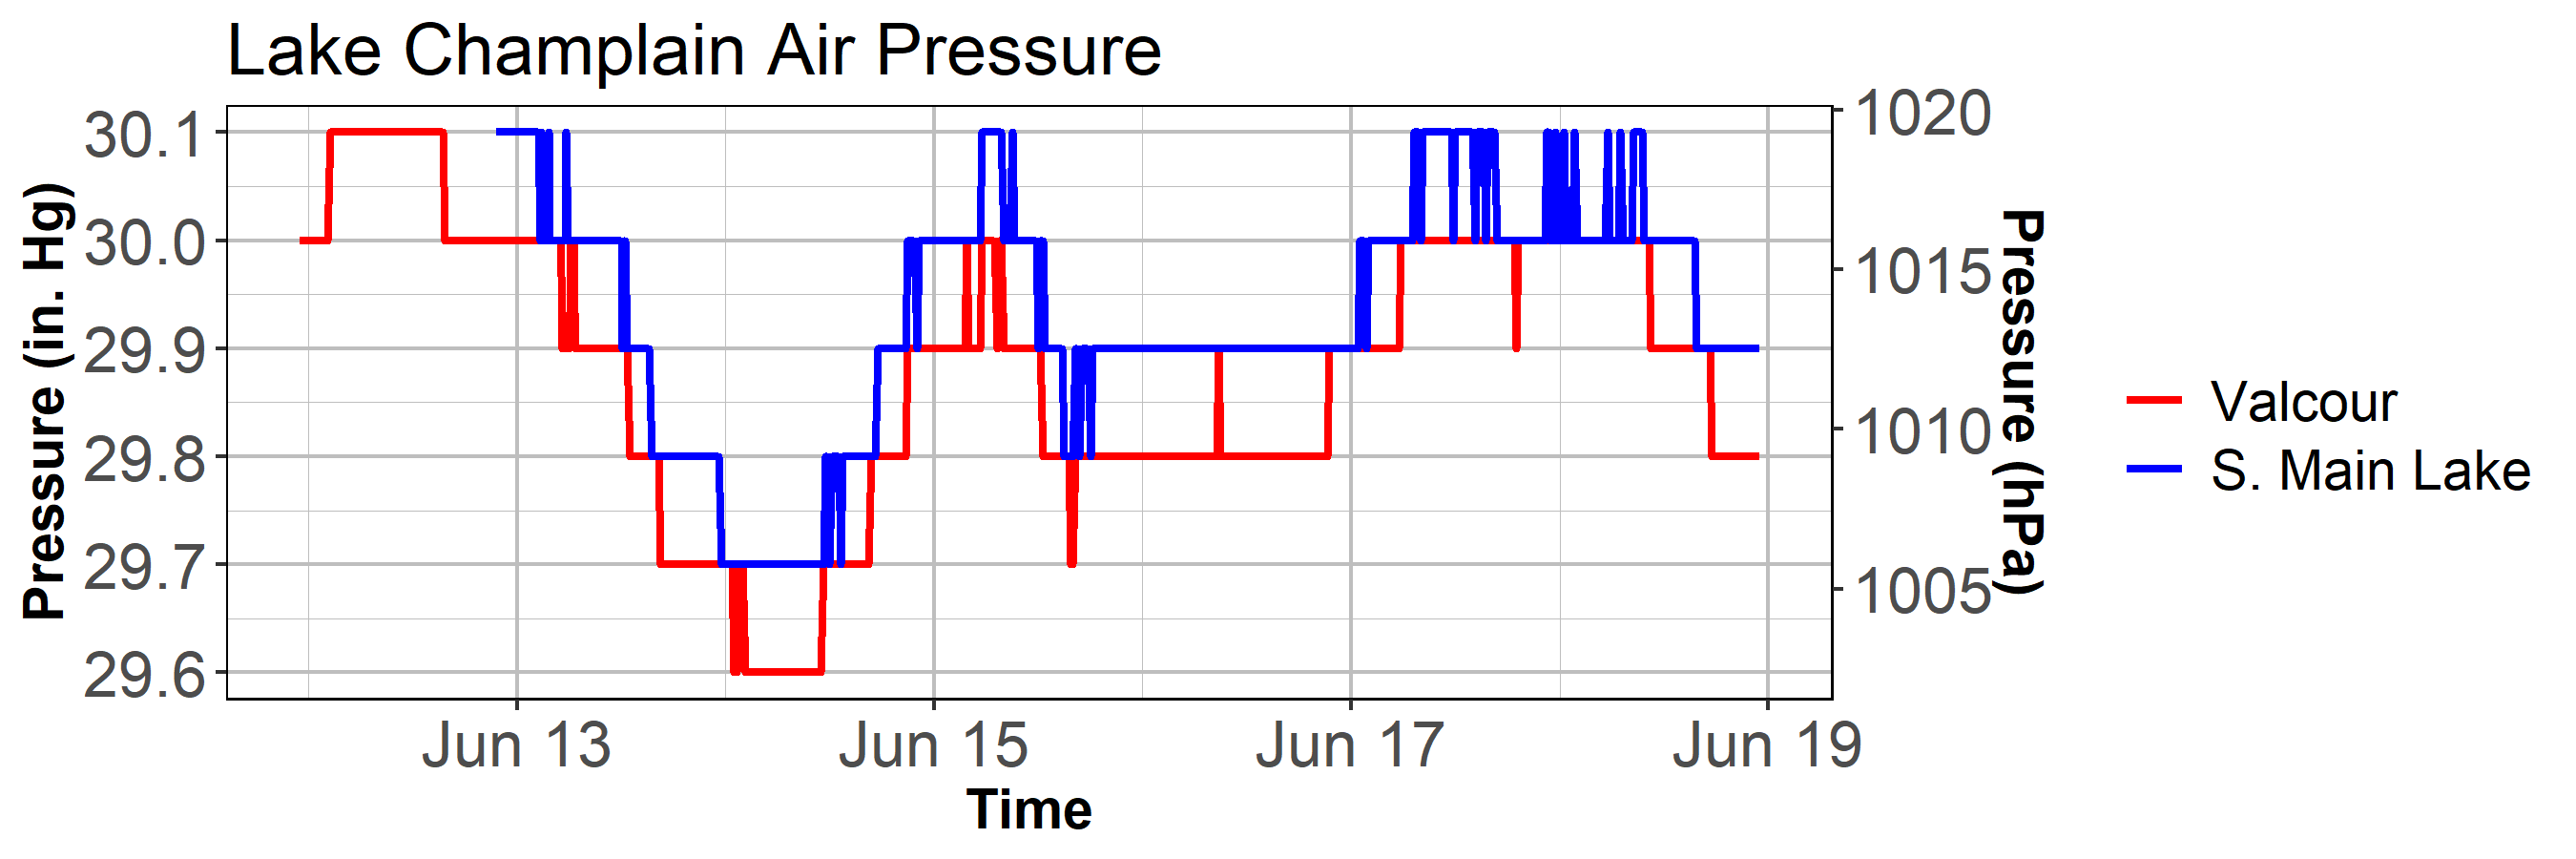 Lake Champlain Air Pressure
Pressure (in. Hg)
30.1
30.0
29.9
29.8
29.7
29.6
1020
1015
1010
1005
Pressure (hPa)
Jun 13
Jun 15
Jun 17
Jun 19
Time
Valcour
S. Main Lake